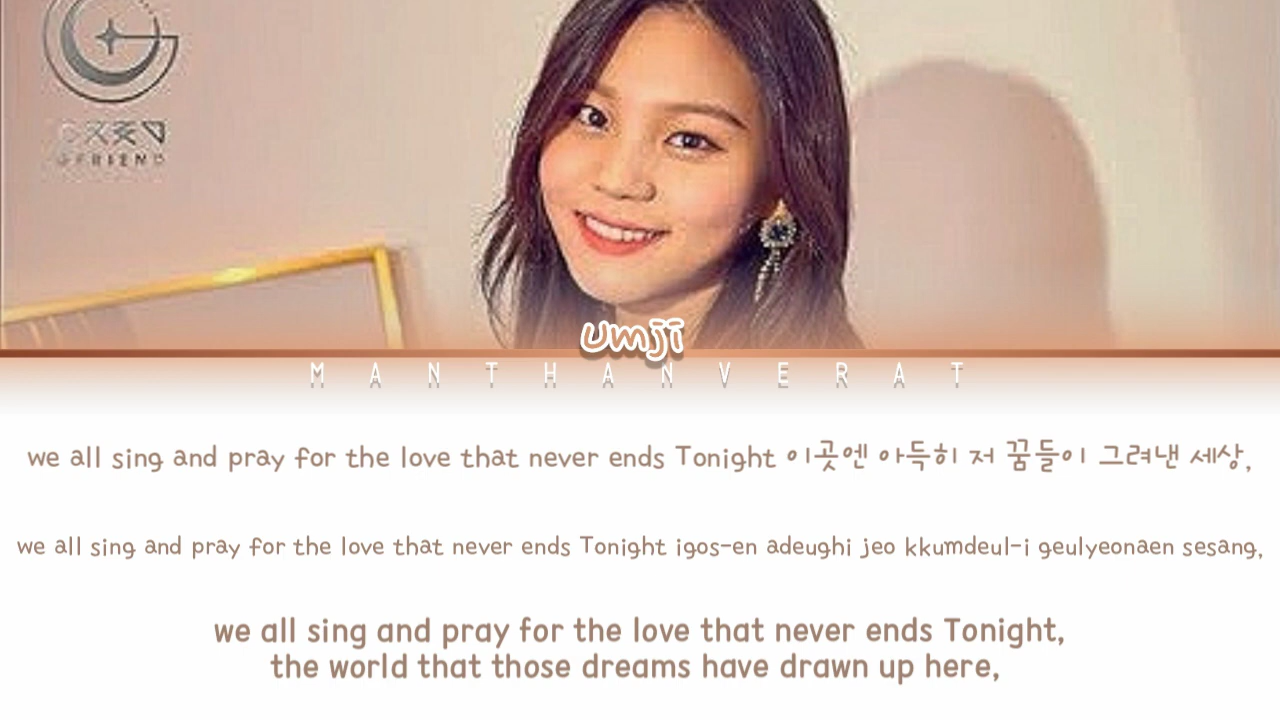 GFRIEND
umji
MANTHANVERAT
we all sing and pray for the love that never ends Tonight 이곳엔 아득히 저 꿈들이 그려낸 세상,
we all sing and pray for the love that never ends Tonight igos-en adeughi jeo kkumdeul-i geulyeonaen sesang,
we all sing and pray for the love that never ends Tonight,
the world that those dreams have drawn up here,